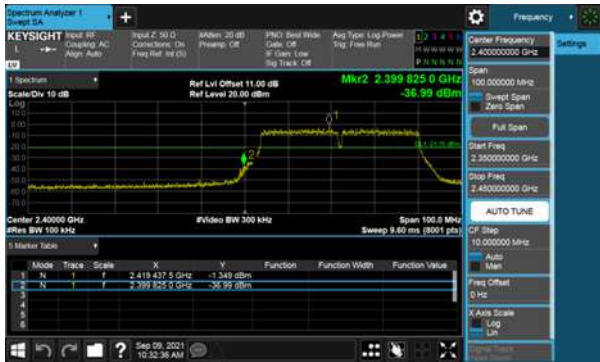 Spectrum Analyzer 1
Swept SA
+
Frequency
KEYSIGHT
Input: RF
Coupling: AC
Align: Auto
Input Z: 50 Ω
Corrections: On
Freq Ref: Int (S)
#Atten: 20 dB
Preamp: Off
PNO: Best Wide
Gate: Off
IF Gain: Low
Sig Track: Off
Avg Type: Log-Power
Trig: Free Run
Center Frequency
2.400000000 GHz
Settings
Span
100.000000 MHz
Swept Span
Zero Span
Full Span
Start Freq
2.350000000 GHz
Stop Freq
2.450000000 GHz
AUTO TUNE
CF Step
10.000000 MHz
Auto
Man
Freq Offset
0 Hz
X Axis Scale
Log
Lin
1 Spectrum
Scale/Div 10 dB
Ref Lvl Offset 11.00 dB
Ref Level 20.00 dBm
Mkr2 2.399 825 0 GHz
-36.99 dBm
Log
Center 2.40000 GHz
#Res BW 100 kHz
#Video BW 300 kHz
Span 100.0 MHz
Sweep 9.60 ms (8001 pts)
5 Marker Table
Mode Trace Scale X Y Function Function Width Function Value
1 N 1 f 2.419 437 5 GHz -1.349 dBm
2 N 1 f 2.399 825 0 GHz -36.99 dBm
3
4
5
6
Sep 09, 2021
10:32:36 AM